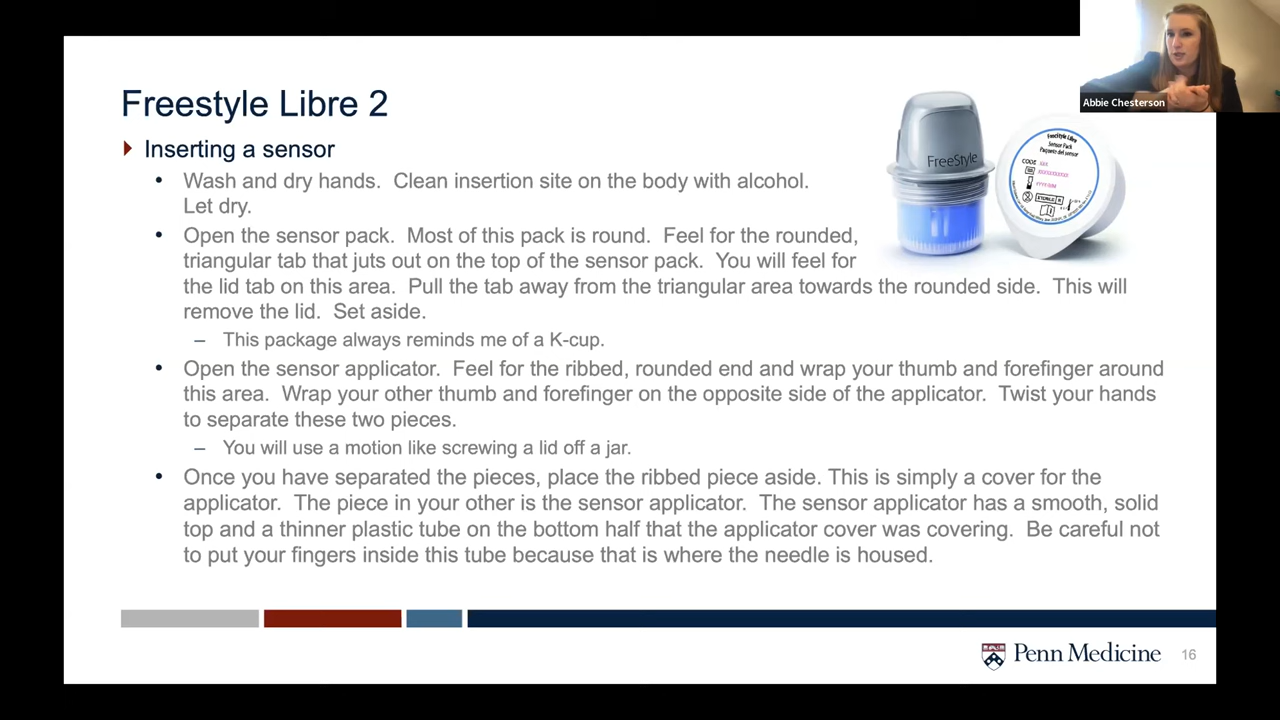 Freestyle Libre 2
Inserting a sensor
• Wash and dry hands.  Clean insertion site on the body with alcohol.
Let dry.
• Open the sensor pack.  Most of this pack is round.  Feel for the rounded,
triangular tab that juts out on the top of the sensor pack.  You will feel for
the lid tab on this area.  Pull the tab away from the triangular area towards the rounded side.  This will
remove the lid.  Set aside.
– This package always reminds me of a K-cup.
• Open the sensor applicator.  Feel for the ribbed, rounded end and wrap your thumb and forefinger around
this area.  Wrap your other thumb and forefinger on the opposite side of the applicator.  Twist your hands
to separate these two pieces.
– You will use a motion like screwing a lid off a jar.
• Once you have separated the pieces, place the ribbed piece aside. This is simply a cover for the
applicator.  The piece in your other is the sensor applicator.  The sensor applicator has a smooth, solid
top and a thinner plastic tube on the bottom half that the applicator cover was covering.  Be careful not
to put your fingers inside this tube because that is where the needle is housed.
FreeStyle
FreeStyle Libre
Sensor Pack
Paquete del sensor
CODE XXX
Abbie Chesterson
Penn Medicine
16